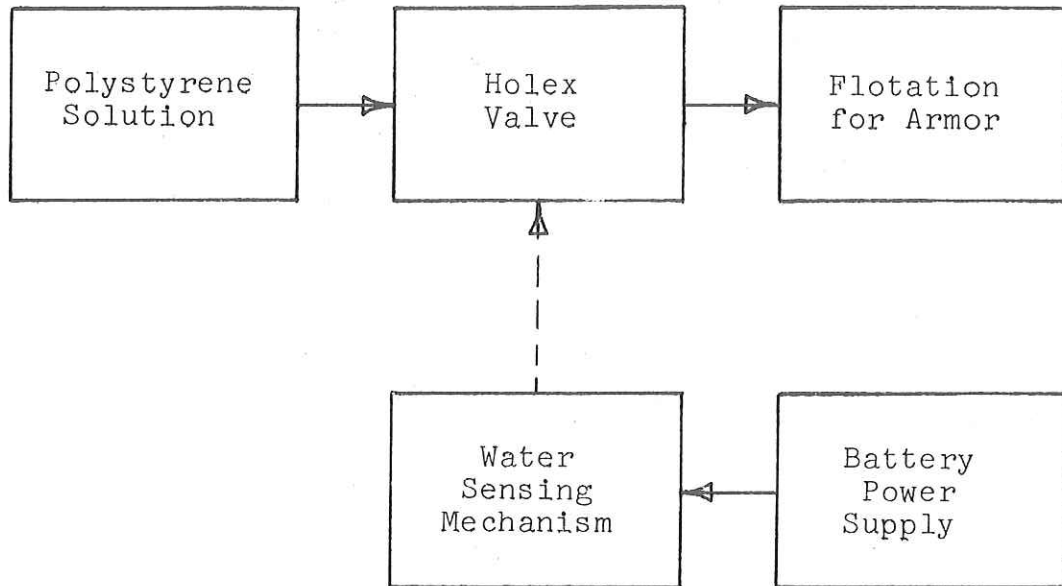 Polystyrene
Solution
Holex
Valve
Flotation
for Armor
Water
Sensing
Mechanism
Battery
Power
Supply